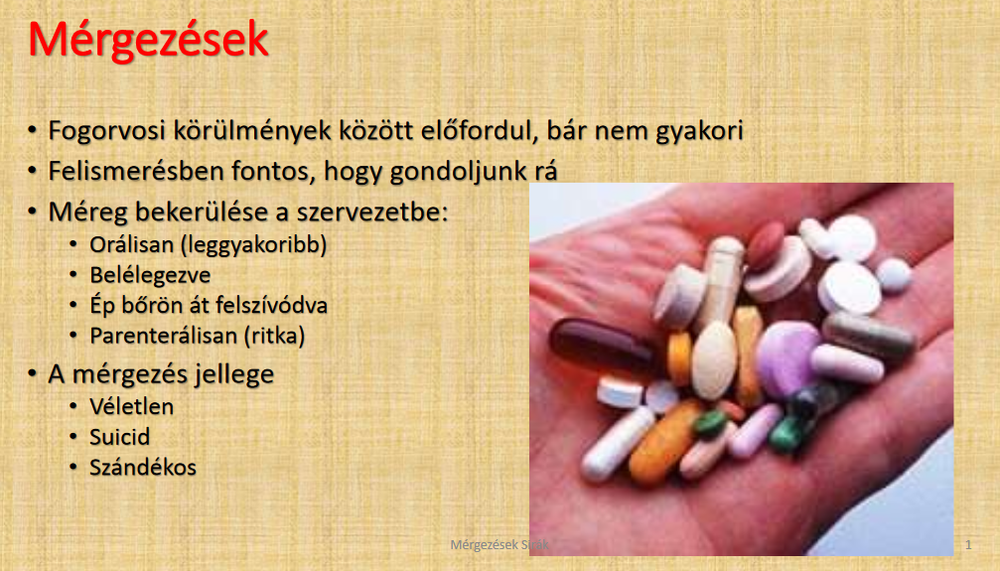 Mérgezések
• Fogorvosi körülmények között előfordul, bár nem gyakori
• Felismerésben fontos, hogy gondoljunk rá
• Méreg bekerülése a szervezetbe:
• Orálisan (leggyakoribb)
• Belélegezve
• Ép bőrön át felszívódva
• Parenterálisan (ritka)
• A mérgezés jellege
• Véletlen
• Suicid
• Szándékos
Mérgezések
1